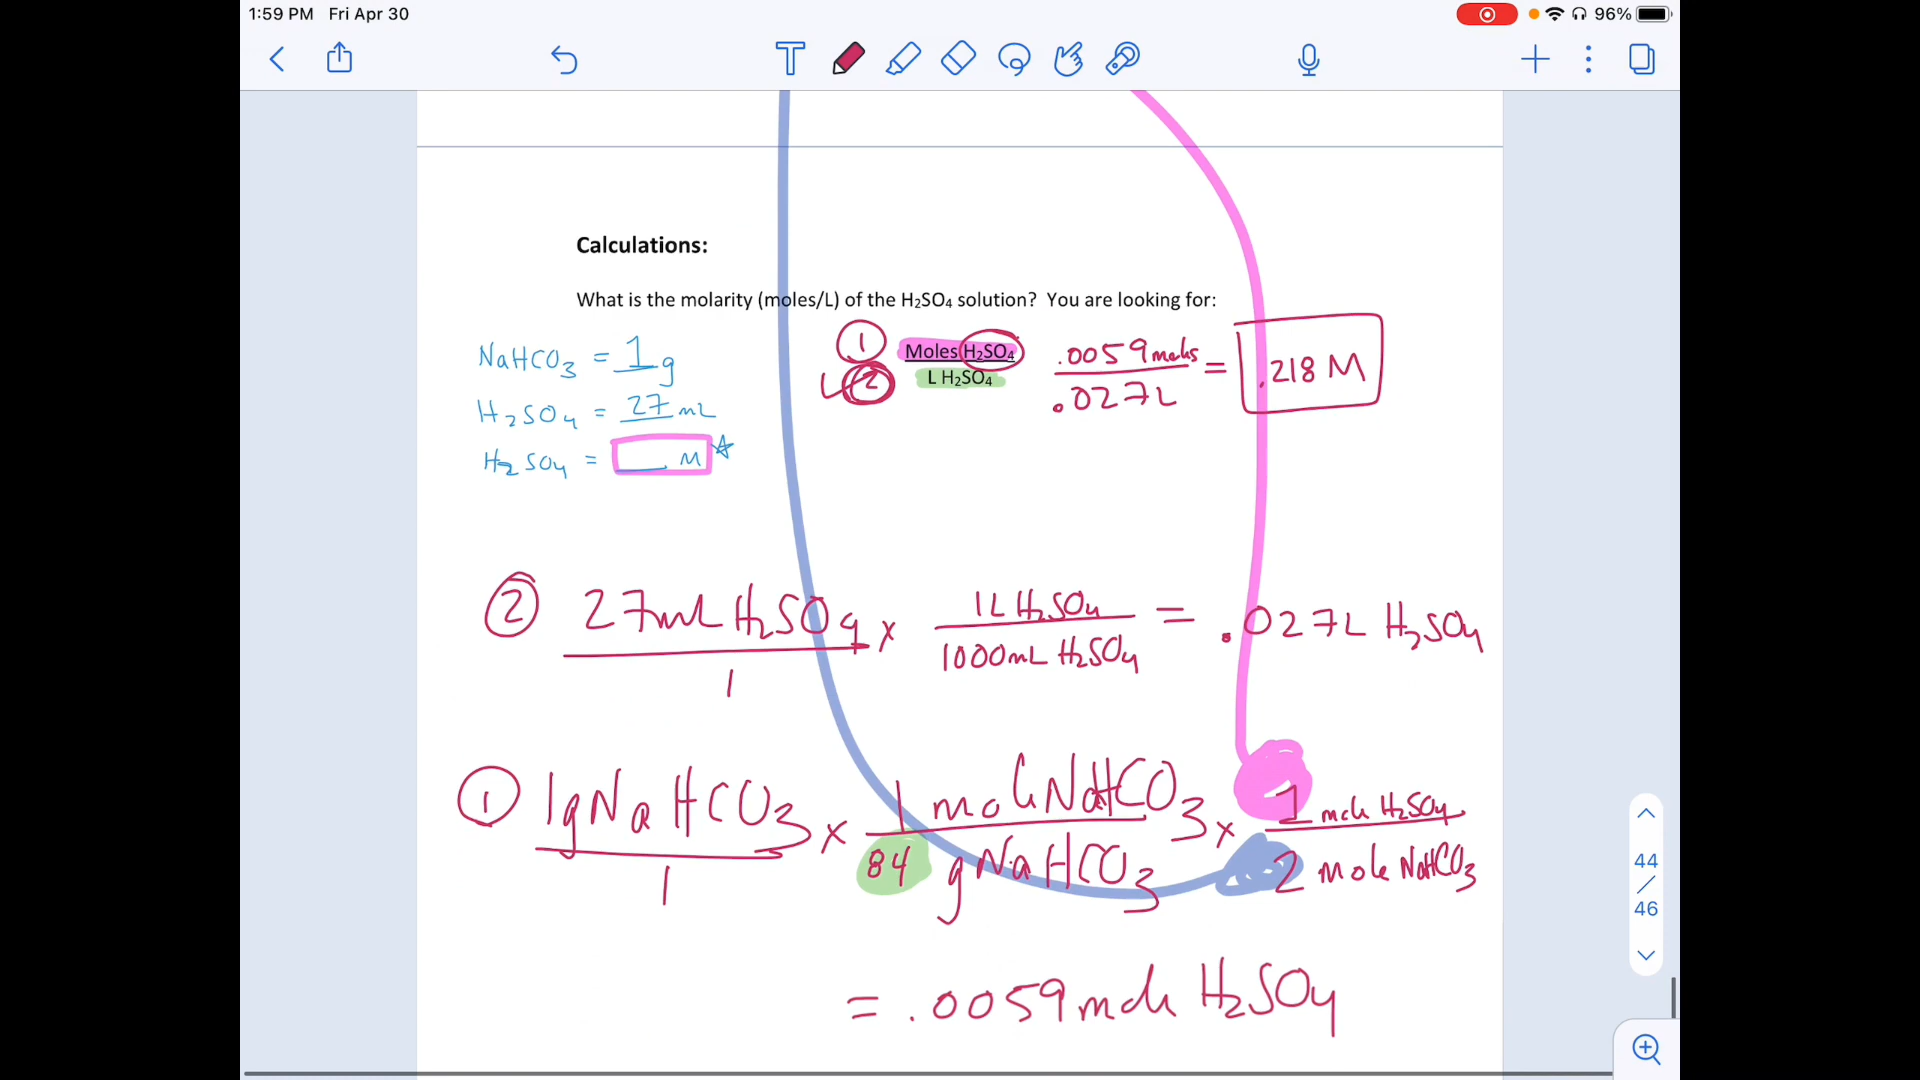 1:59 PM Fri Apr 30
96%
Calculations:
What is the molarity (moles/L) of the H₂SO₄ solution? You are looking for:
NaHCO₃ = 1 g
H₂SO₄ = 27 mL
H₂SO₄ = __ M
1 Moles H₂SO₄
2 L H₂SO₄
.0059 moles
.027L
= .218 M
2 27mL H₂SO₄ x 1L H₂SO₄ = .027L H₂SO₄
1 1000mL H₂SO₄
1 1g NaHCO₃ x 1 mole NaHCO₃ x 1 mole H₂SO₄
1 84 g NaHCO₃ 2 mole NaHCO₃
= .0059 mole H₂SO₄
44
/
46